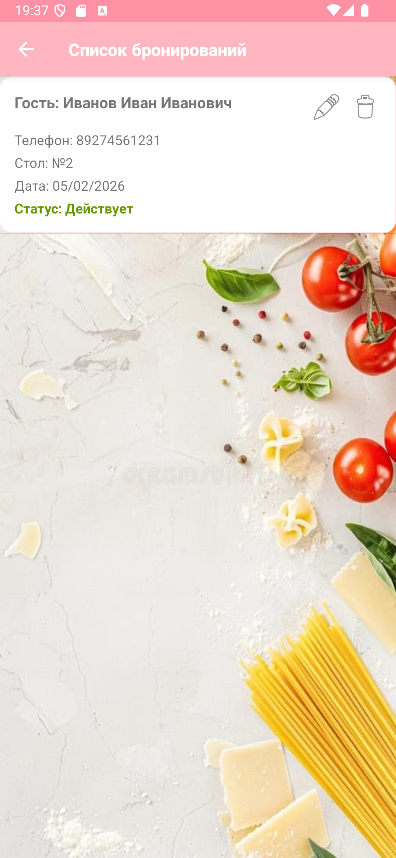 19:37
Список бронирований
Гость: Иванов Иван Иванович
Телефон: 89274561231
Стол: №2
Дата: 05/02/2026
Статус: Действует